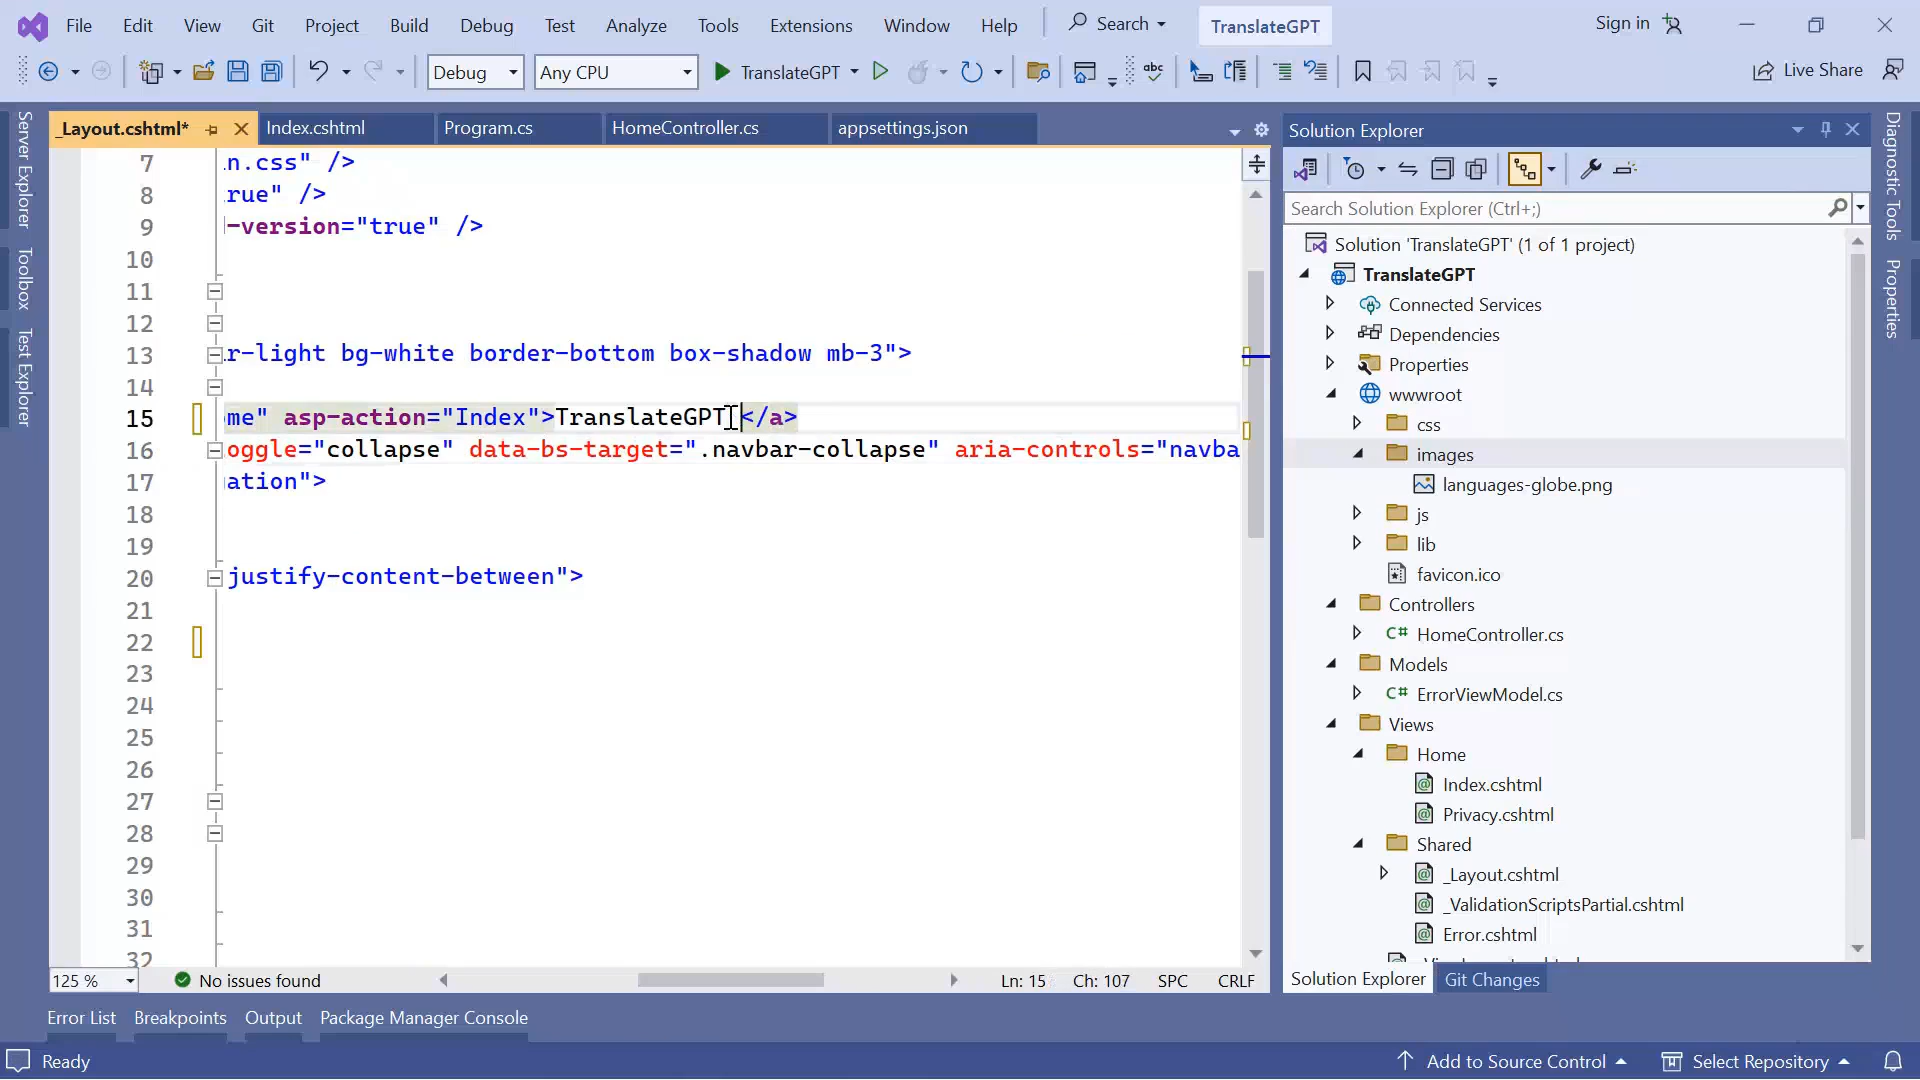 File Edit View Git Project Build Debug Test Analyze Tools Extensions Window Help Search TranslateGPT Sign in
Debug Any CPU TranslateGPT abc Live Share
_Layout.cshtml* Index.cshtml Program.cs HomeController.cs appsettings.json
Server Explorer
Toolbox
Test Explorer
7 n.css" />
8 rue" />
9 -version="true" />
10
11
12
13 r-light bg-white border-bottom box-shadow mb-3">
14
15 ome" asp-action="Index">TranslateGPT </a>
16 oggle="collapse" data-bs-target=".navbar-collapse" aria-controls="navba
17 ation">
18
19
20 justify-content-between">
21
22
23
24
25
26
27
28
29
30
31
32
125 % No issues found Ln: 15 Ch: 107 SPC CRLF
Solution Explorer
Search Solution Explorer (Ctrl+;)
Solution 'TranslateGPT' (1 of 1 project)
TranslateGPT
Connected Services
Dependencies
Properties
wwwroot
css
images
languages-globe.png
js
lib
favicon.ico
Controllers
C# HomeController.cs
Models
C# ErrorViewModel.cs
Views
Home
Index.cshtml
Privacy.cshtml
Shared
_Layout.cshtml
_ValidationScriptsPartial.cshtml
Error.cshtml
Solution Explorer Git Changes
Diagnostic Tools
Properties
Error List Breakpoints Output Package Manager Console
Ready Add to Source Control Select Repository